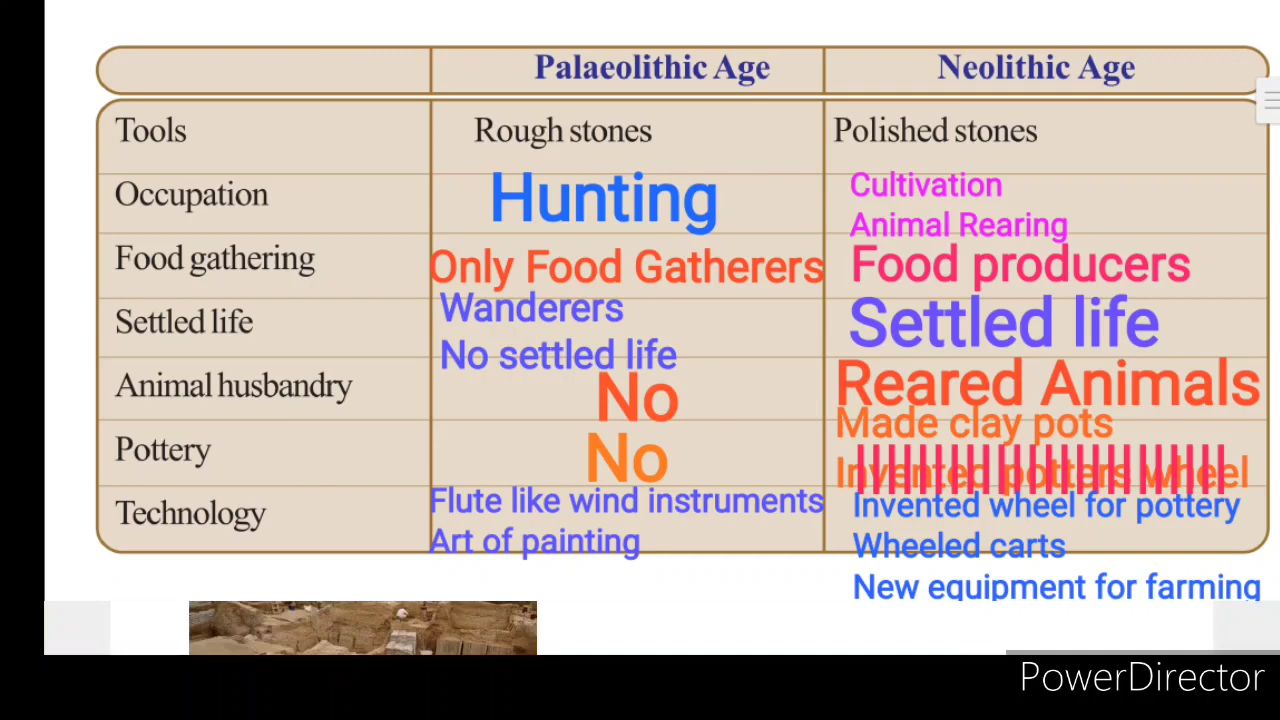 Palaeolithic Age Neolithic Age
Tools Rough stones Polished stones
Occupation Hunting Cultivation
Animal Rearing
Food gathering Only Food Gatherers Food producers
Wanderers
Settled life No settled life Settled life
Animal husbandry No Reared Animals
Made clay pots
Pottery No Invented potters wheel
Technology Flute like wind instruments Invented wheel for pottery
Art of painting Wheeled carts
New equipment for farming
PowerDirector